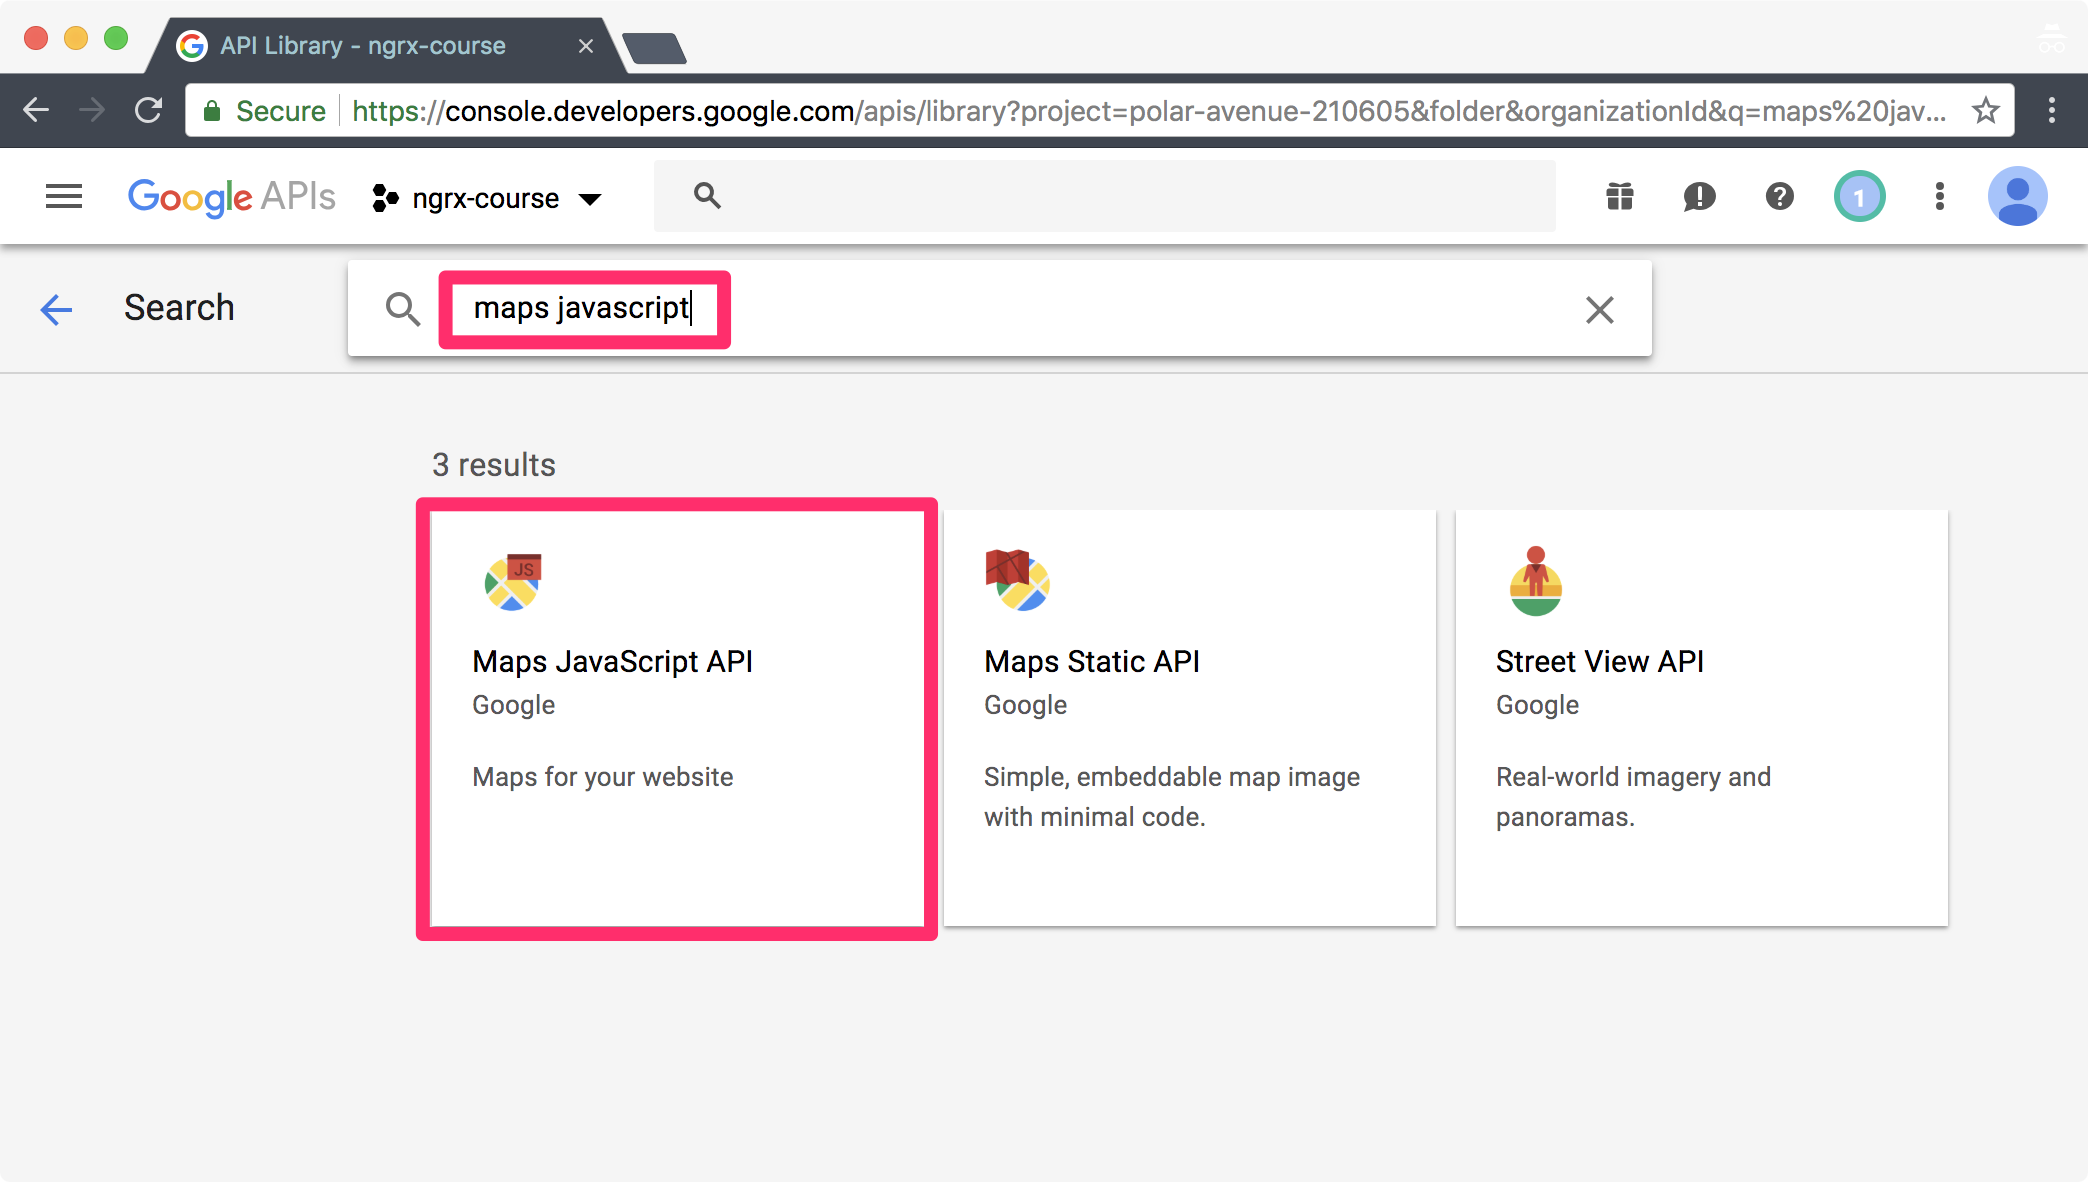 API Library - ngrx-course
Secure https://console.developers.google.com/apis/library?project=polar-avenue-210605&folder&organizationId&q=maps%20jav...
Google APIs ngrx-course 1
Search maps javascript
3 results
JS
Maps JavaScript API
Google
Maps for your website
Maps Static API
Google
Simple, embeddable map image
with minimal code.
Street View API
Google
Real-world imagery and
panoramas.